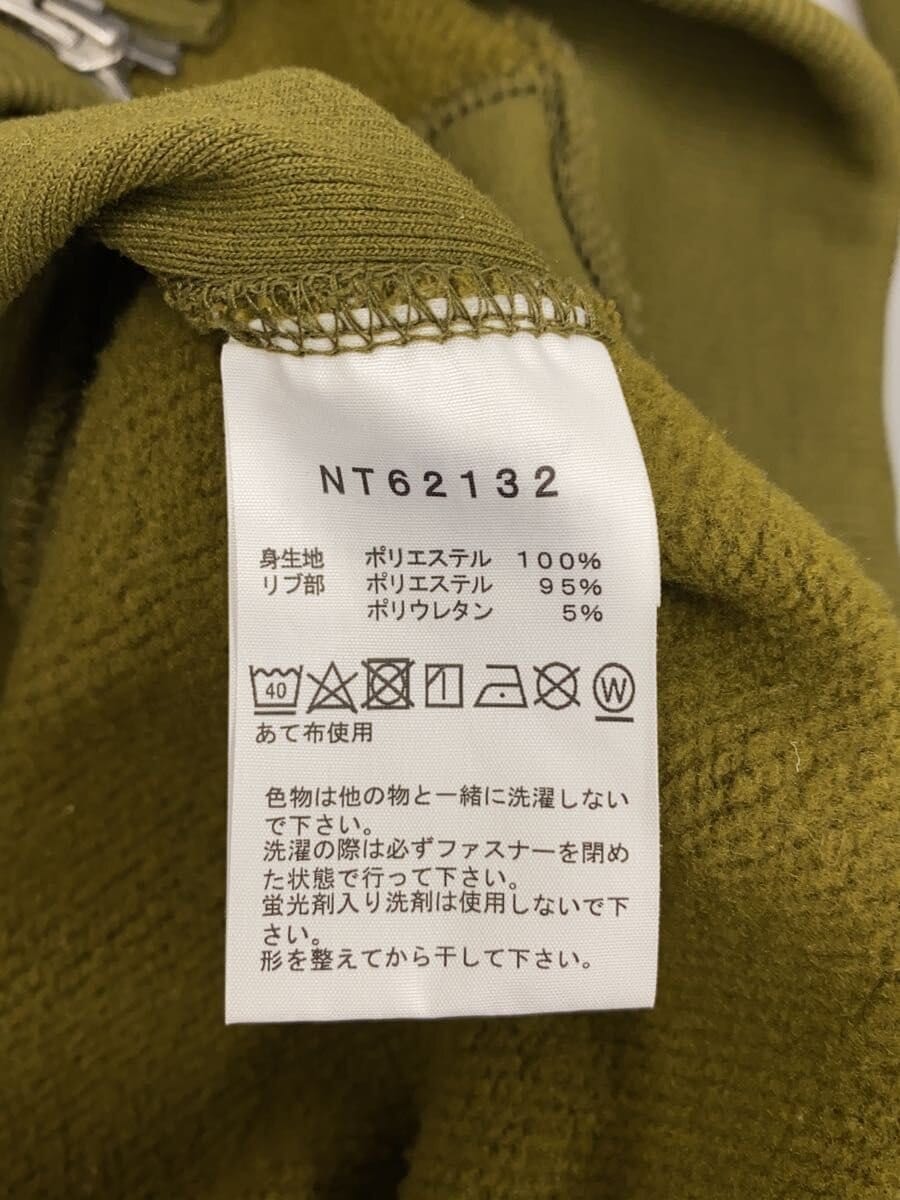 NT62132
身生地 ポリエステル 100%
リブ部 ポリエステル 95%
ポリウレタン 5%
40 W
あて布使用
色物は他の物と一緒に洗濯しない
で下さい。
洗濯の際は必ずファスナーを閉め
た状態で行って下さい。
蛍光剤入り洗剤は使用しないで下
さい。
形を整えてから干して下さい。